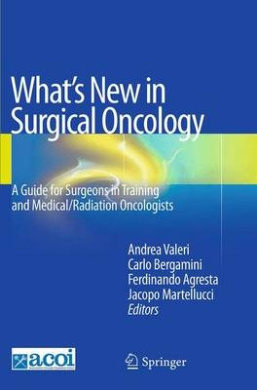 What's New in
Surgical Oncology
A Guide for Surgeons in Training
and Medical/Radiation Oncologists
Andrea Valeri
Carlo Bergamini
Ferdinando Agresta
Jacopo Martellucci
Editors
acoi
Springer